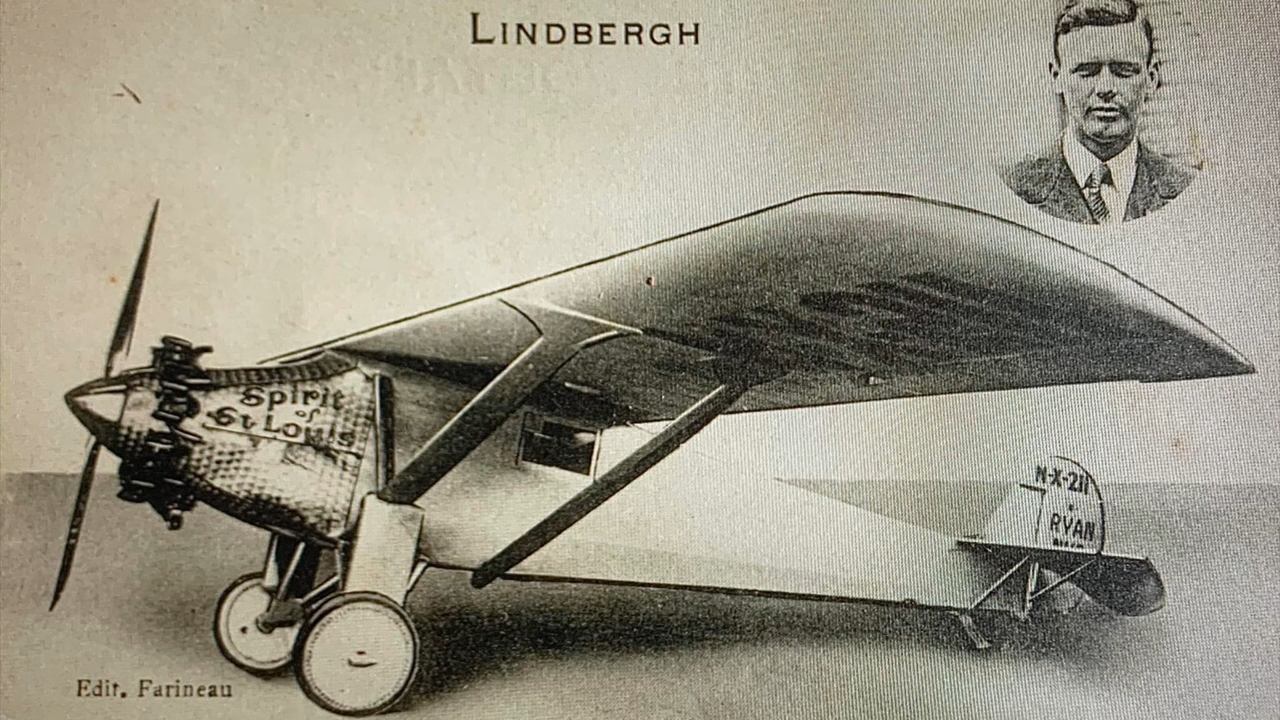 LINDBERGH
Spirit
of
St Louis
N-X-211
RYAN
Edit. Farineau